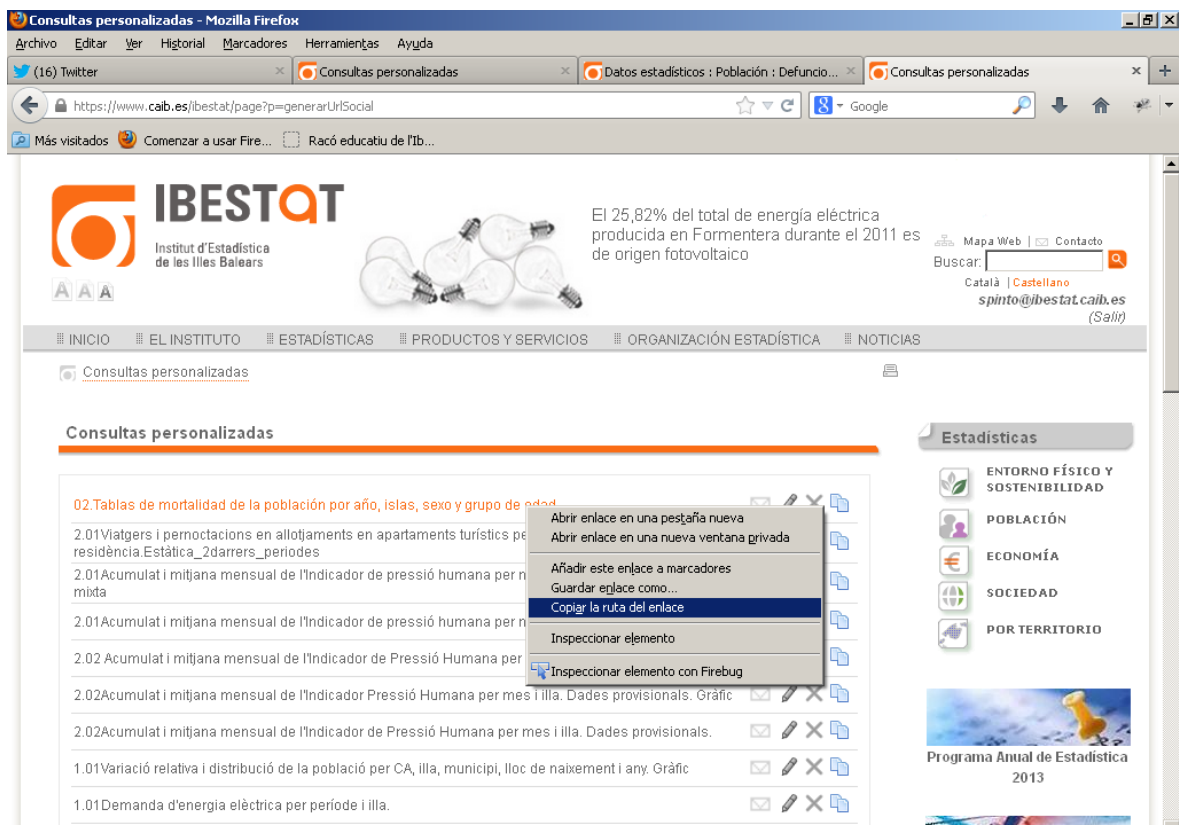 Consultas personalizadas - Mozilla Firefox
Archivo Editar Ver Historial Marcadores Herramientas Ayuda
(16) Twitter Consultas personalizadas Datos estadísticos : Población : Defuncio... Consultas personalizadas
https://www.caib.es/ibestat/page?p=generarUrlSocial Google
Más visitados Comenzar a usar Fire... Racó educatiu de l'Ib...
IBESTAT
Institut d'Estadística
de les Illes Balears
A A A
El 25,82% del total de energía eléctrica
producida en Formentera durante el 2011 es
de origen fotovoltaico
Mapa Web | Contacto
Buscar:
Català | Castellano
spinto@ibestat.caib.es
(Salir)
INICIO EL INSTITUTO ESTADÍSTICAS PRODUCTOS Y SERVICIOS ORGANIZACIÓN ESTADÍSTICA NOTICIAS
Consultas personalizadas
Consultas personalizadas
02.Tablas de mortalidad de la población por año, islas, sexo y grupo de edad
2.01Viatgers i pernoctacions en allotjaments en apartaments turístics pe
residència.Estàtica_2darrers_periodes
2.01Acumulat i mitjana mensual de l'Indicador de pressió humana per n
mixta
2.01Acumulat i mitjana mensual de l'Indicador de pressió humana per n
2.02 Acumulat i mitjana mensual de l'Indicador de Pressió Humana per
2.02Acumulat i mitjana mensual de l'Indicador Pressió Humana per mes i illa. Dades provisionals. Gràfic
2.02Acumulat i mitjana mensual de l'Indicador de Pressió Humana per mes i illa. Dades provisionals.
1.01Variació relativa i distribució de la població per CA, illa, municipi, lloc de naixement i any. Gràfic
1.01Demanda d'energia elèctrica per període i illa.
Abrir enlace en una pestaña nueva
Abrir enlace en una nueva ventana privada
Añadir este enlace a marcadores
Guardar enlace como...
Copiar la ruta del enlace
Inspeccionar elemento
Inspeccionar elemento con Firebug
Estadísticas
ENTORNO FÍSICO Y
SOSTENIBILIDAD
POBLACIÓN
ECONOMÍA
SOCIEDAD
POR TERRITORIO
Programa Anual de Estadística
2013